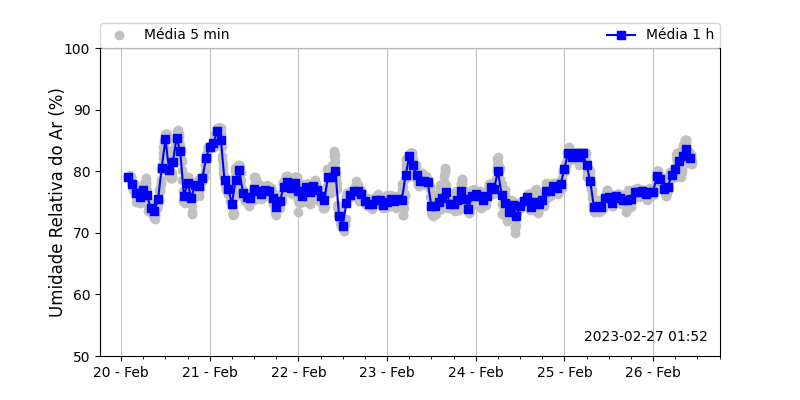 Média 5 min
Média 1 h
Umidade Relativa do Ar (%)
100
90
80
70
60
50
2023-02-27 01:52
20 - Feb
21 - Feb
22 - Feb
23 - Feb
24 - Feb
25 - Feb
26 - Feb